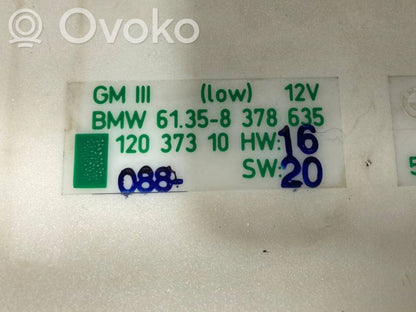 Ovoko
GM III (low) 12V
BMW 61.35-8 378 635
120 373 10 HW: 16
SW: 20
088-
5